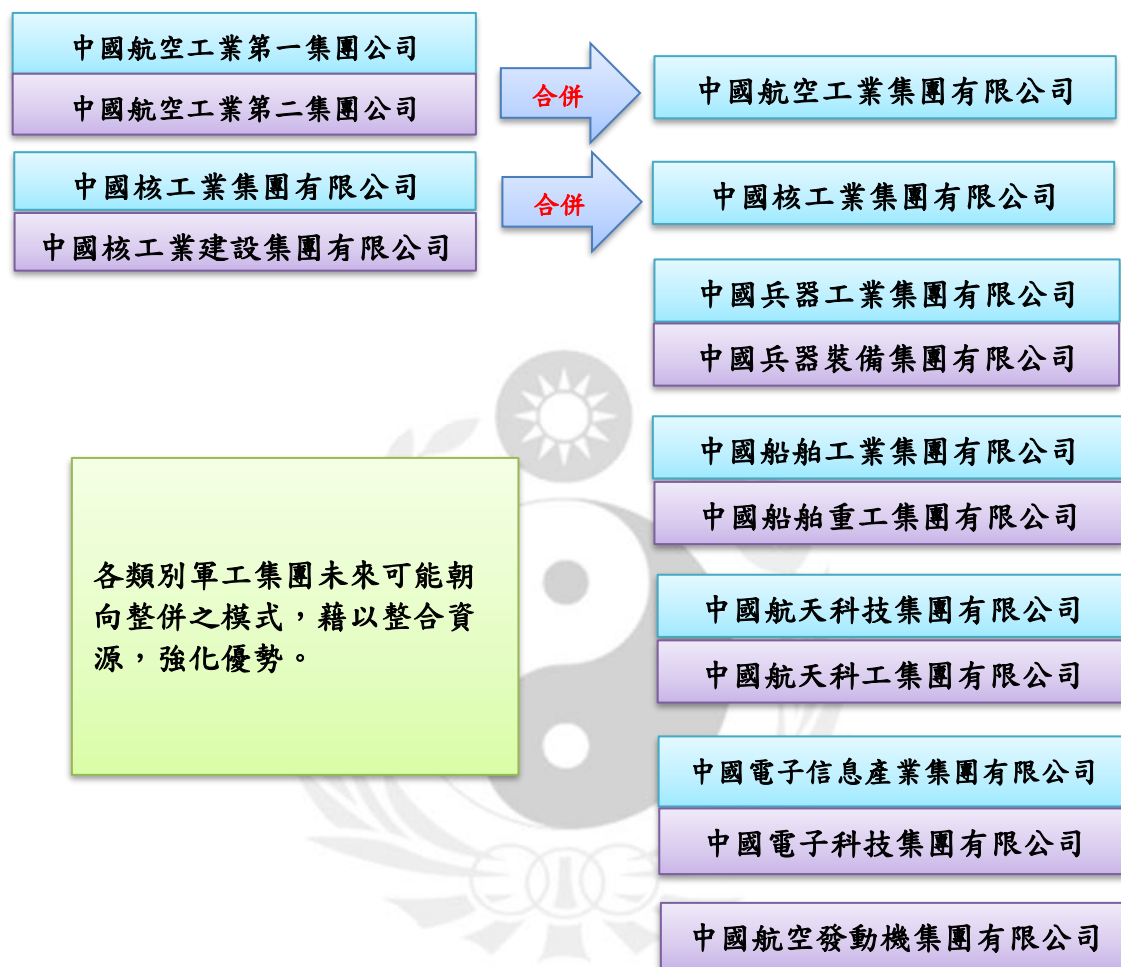 中國航空工業第一集團公司
中國航空工業第二集團公司
合併
中國航空工業集團有限公司
中國核工業集團有限公司
中國核工業建設集團有限公司
合併
中國核工業集團有限公司
中國兵器工業集團有限公司
中國兵器裝備集團有限公司
中國船舶工業集團有限公司
中國船舶重工集團有限公司
各類別軍工集團未來可能朝
向整併之模式，藉以整合資
源，強化優勢。
中國航天科技集團有限公司
中國航天科工集團有限公司
中國電子信息產業集團有限公司
中國電子科技集團有限公司
中國航空發動機集團有限公司